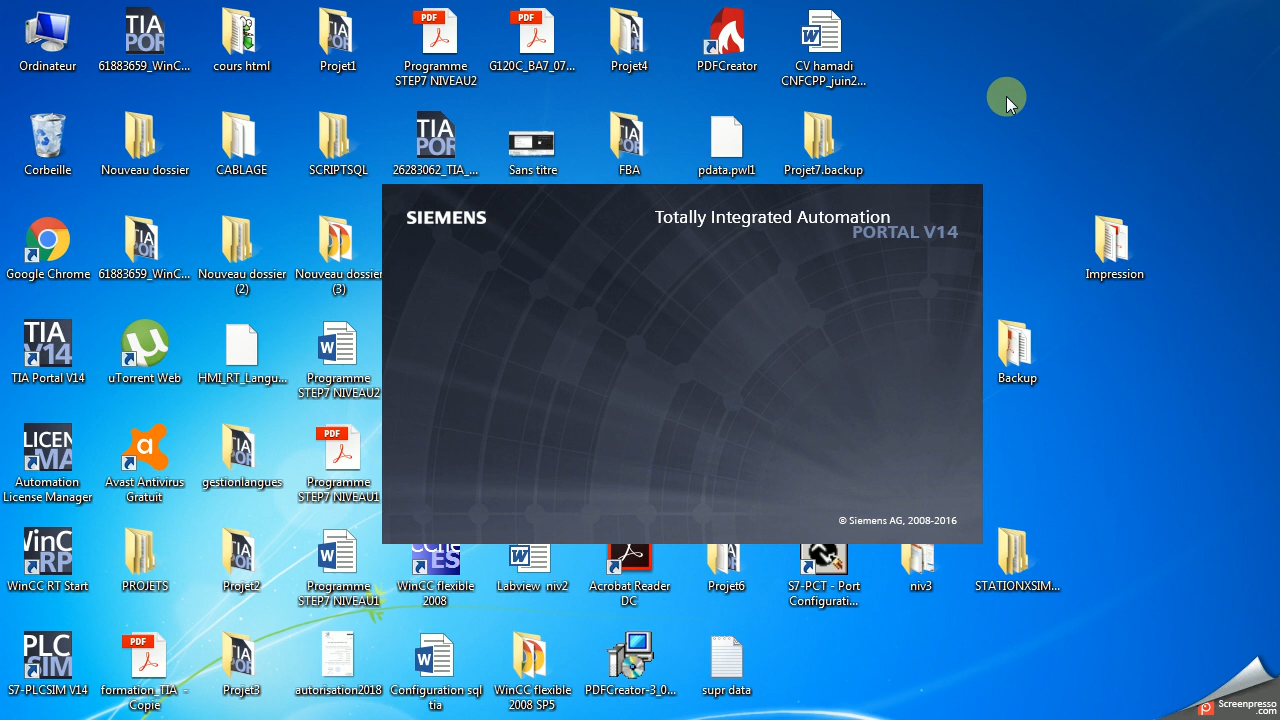 Ordinateur
61883659_WinC...
cours html
Projet1
Programme
STEP7 NIVEAU2
G120C_BA7_07...
Projet4
PDFCreator
CV hamadi
CNFCPP_juin2...
Corbeille
Nouveau dossier
CABLAGE
SCRIPTSQL
26283062_TIA_...
Sans titre
FBA
pdata.pwl1
Projet7.backup
SIEMENS
Totally Integrated Automation
PORTAL V14
Google Chrome
61883659_WinC...
Nouveau dossier
(2)
Nouveau dossier
(3)
Impression
TIA Portal V14
uTorrent Web
HMI_RT_Langu...
Programme
STEP7 NIVEAU2
Backup
Automation
License Manager
Avast Antivirus
Gratuit
gestionlangues
Programme
STEP7 NIVEAU1
© Siemens AG, 2008-2016
WinCC RT Start
PROJETS
Projet2
Programme
STEP7 NIVEAU1
WinCC flexible
2008
Labview niv2
Acrobat Reader
DC
Projet6
S7-PCT - Port
Configurati...
niv3
STATIONXSIM...
S7-PLCSIM V14
formation_TIA -
Copie
Projet3
autorisation2018
Configuration sql
tia
WinCC flexible
2008 SP5
PDFCreator-3_0...
supr data
Screenpresso
.com